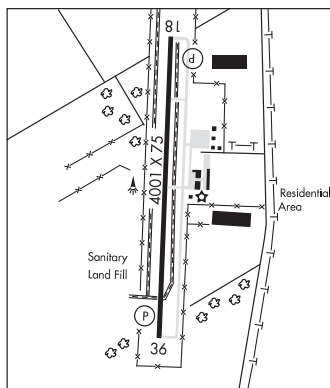 18
P
4001 X 75
T—T
Residential
Area
Sanitary
Land Fill
P
36